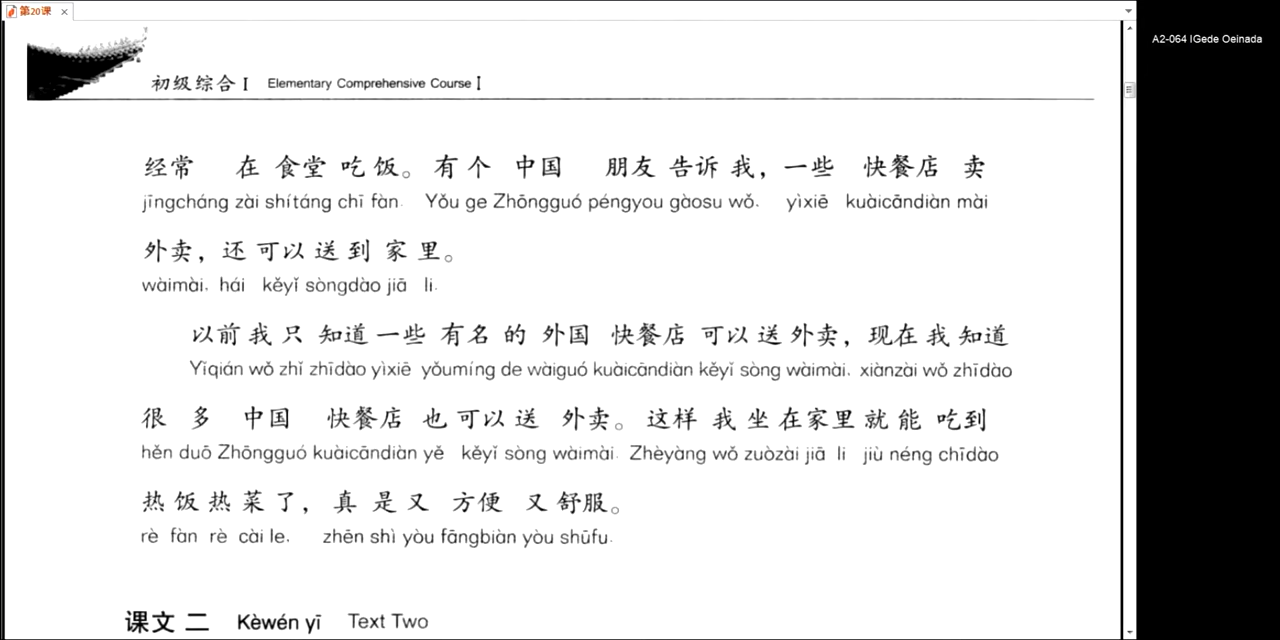 第20课
A2-064 IGede Oeinada
初级综合 I Elementary Comprehensive Course I
经常 在 食堂 吃 饭。 有 个 中国 朋友 告诉 我， 一些 快餐店 卖
jīngcháng zài shítáng chī fàn. Yǒu ge Zhōngguó péngyou gàosu wǒ, yìxiē kuàicāndiàn mài
外卖， 还 可以 送 到 家 里。
wàimài, hái kěyǐ sòngdào jiā li.
以前 我 只 知道 一些 有名 的 外国 快餐店 可以 送 外卖， 现在 我 知道
Yǐqián wǒ zhǐ zhīdào yìxiē yǒumíng de wàiguó kuàicāndiàn kěyǐ sòng wàimài, xiànzài wǒ zhīdào
很 多 中国 快餐店 也 可以 送 外卖。 这样 我 坐 在 家 里 就 能 吃到
hěn duō Zhōngguó kuàicāndiàn yě kěyǐ sòng wàimài. Zhèyàng wǒ zuòzài jiā li jiù néng chīdào
热 饭 热 菜 了， 真 是 又 方便 又 舒服。
rè fàn rè cài le, zhēn shì yòu fāngbiàn yòu shūfu.
课文 二 Kèwén yī Text Two